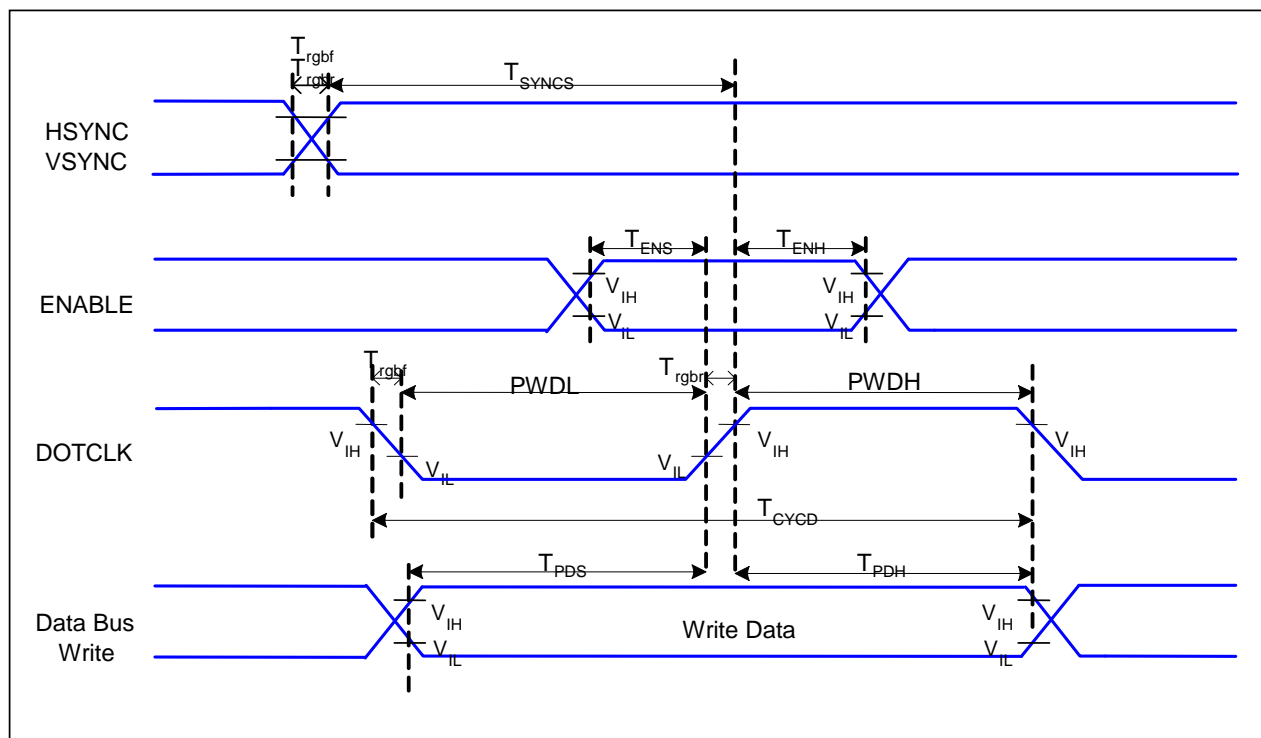 Trgbf
Trgbr
TSYNCS
HSYNC
VSYNC
TENS
TENH
VIH
VIH
ENABLE
VIL
VIL
Trgbf
Trgbr
PWDL
PWDH
VIH
VIH
VIH
DOTCLK
VIL
VIL
TCYCD
TPDS
TPDH
VIH
VIH
Data Bus
Write
Write Data
VIL
VIL